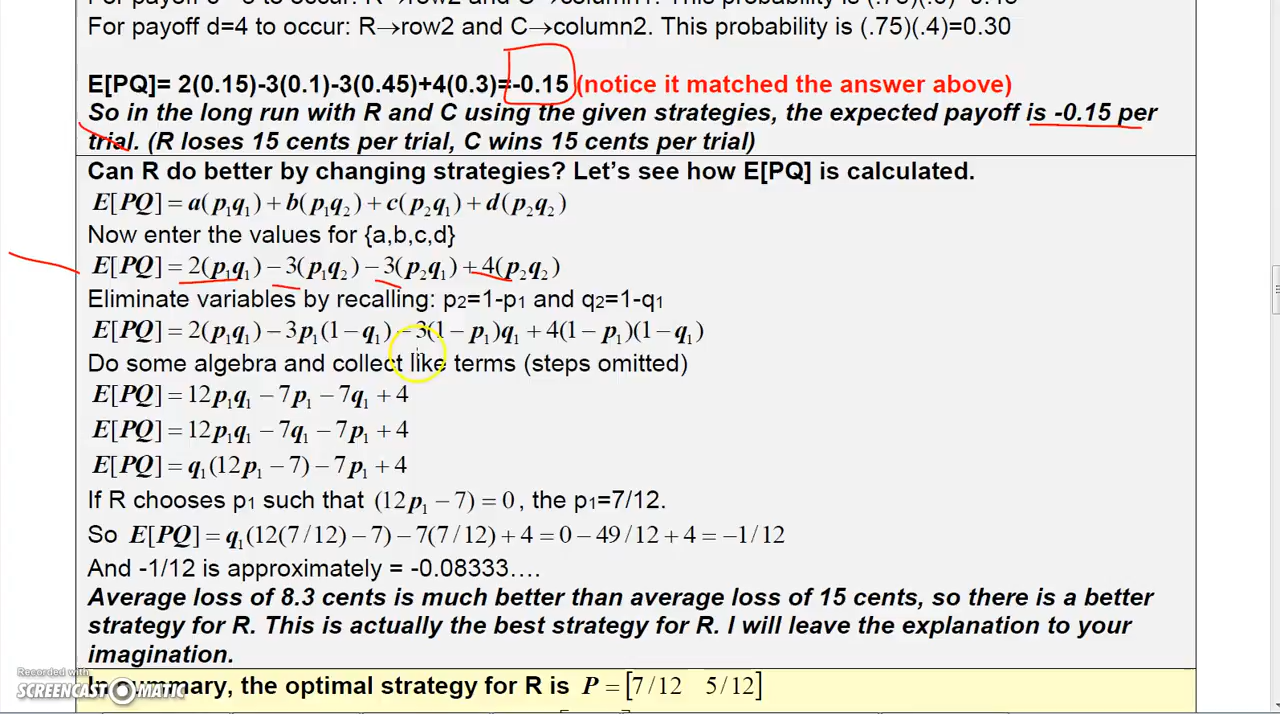 For payoff d=4 to occur: R→row2 and C→column2. This probability is (.75)(.4)=0.30
E[PQ]= 2(0.15)-3(0.1)-3(0.45)+4(0.3)=-0.15 (notice it matched the answer above)
So in the long run with R and C using the given strategies, the expected payoff is -0.15 per
trial. (R loses 15 cents per trial, C wins 15 cents per trial)
Can R do better by changing strategies? Let's see how E[PQ] is calculated.
E[PQ] = a(p₁q₁) + b(p₁q₂) + c(p₂q₁) + d(p₂q₂)
Now enter the values for {a,b,c,d}
E[PQ] = 2(p₁q₁) − 3(p₁q₂) − 3(p₂q₁) + 4(p₂q₂)
Eliminate variables by recalling: p₂=1-p₁ and q₂=1-q₁
E[PQ] = 2(p₁q₁) − 3p₁(1 − q₁) − 3(1 − p₁)q₁ + 4(1 − p₁)(1 − q₁)
Do some algebra and collect like terms (steps omitted)
E[PQ] = 12p₁q₁ − 7p₁ − 7q₁ + 4
E[PQ] = 12p₁q₁ − 7q₁ − 7p₁ + 4
E[PQ] = q₁(12p₁ − 7) − 7p₁ + 4
If R chooses p₁ such that (12p₁ − 7) = 0, the p₁=7/12.
So E[PQ] = q₁(12(7/12) − 7) − 7(7/12) + 4 = 0 − 49/12 + 4 = −1/12
And -1/12 is approximately = -0.08333….
Average loss of 8.3 cents is much better than average loss of 15 cents, so there is a better
strategy for R. This is actually the best strategy for R. I will leave the explanation to your
imagination.
Recorded with
SCREENCAST MATIC
In summary, the optimal strategy for R is P = [7/12 5/12]